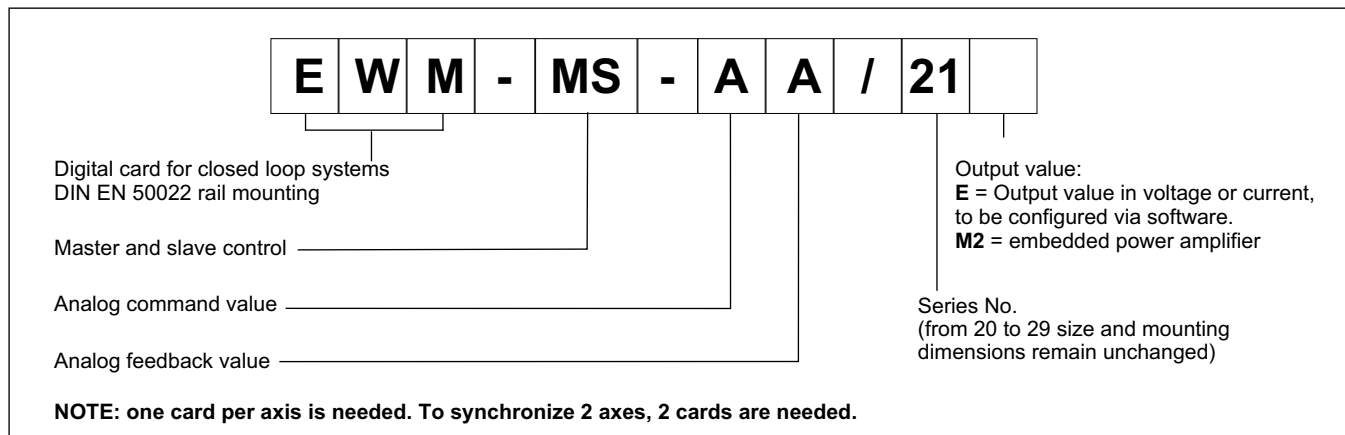 E W M - MS - A A / 21
Digital card for closed loop systems
DIN EN 50022 rail mounting
Master and slave control
Analog command value
Analog feedback value
Output value:
E = Output value in voltage or current,
to be configured via software.
M2 = embedded power amplifier
Series No.
(from 20 to 29 size and mounting
dimensions remain unchanged)
NOTE: one card per axis is needed. To synchronize 2 axes, 2 cards are needed.